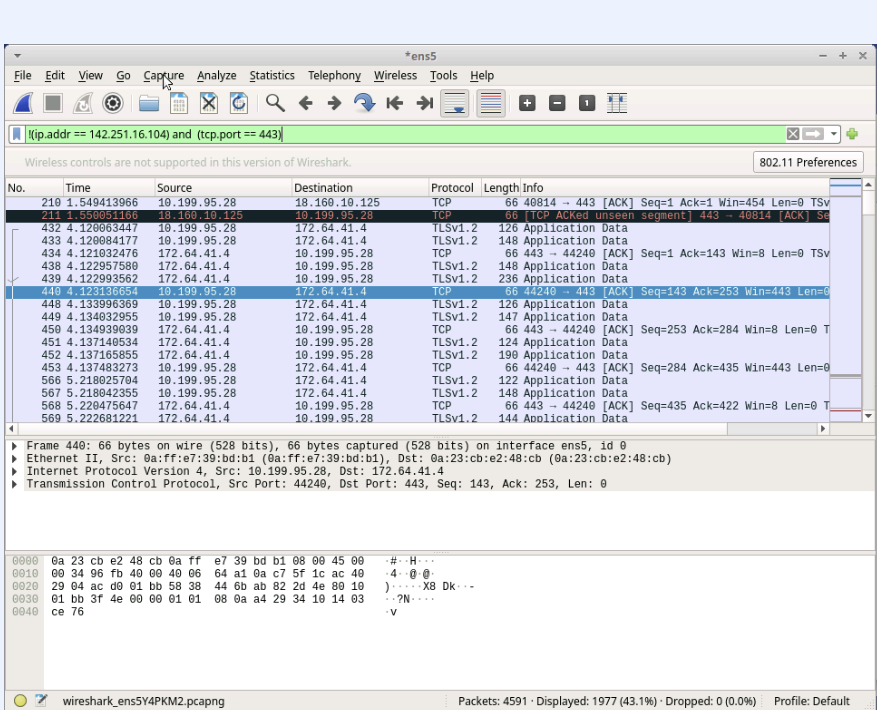 *ens5
File Edit View Go Capture Analyze Statistics Telephony Wireless Tools Help
!(ip.addr == 142.251.16.104) and (tcp.port == 443)
Wireless controls are not supported in this version of Wireshark. 802.11 Preferences
No. Time Source Destination Protocol Length Info
210 1.549413966 10.199.95.28 18.160.10.125 TCP 66 40814 → 443 [ACK] Seq=1 Ack=1 Win=454 Len=0 TSv
211 1.550051166 18.160.10.125 10.199.95.28 TCP 66 [TCP ACKed unseen segment] 443 → 40814 [ACK] Se
432 4.120063447 10.199.95.28 172.64.41.4 TLSv1.2 126 Application Data
433 4.120084177 10.199.95.28 172.64.41.4 TLSv1.2 148 Application Data
434 4.121032476 172.64.41.4 10.199.95.28 TCP 66 443 → 44240 [ACK] Seq=1 Ack=143 Win=8 Len=0 TSv
438 4.122957580 172.64.41.4 10.199.95.28 TLSv1.2 148 Application Data
439 4.122993562 172.64.41.4 10.199.95.28 TLSv1.2 236 Application Data
440 4.123136654 10.199.95.28 172.64.41.4 TCP 66 44240 → 443 [ACK] Seq=143 Ack=253 Win=443 Len=0
448 4.133996369 10.199.95.28 172.64.41.4 TLSv1.2 126 Application Data
449 4.134032955 10.199.95.28 172.64.41.4 TLSv1.2 147 Application Data
450 4.134939039 172.64.41.4 10.199.95.28 TCP 66 443 → 44240 [ACK] Seq=253 Ack=284 Win=8 Len=0 T
451 4.137140534 172.64.41.4 10.199.95.28 TLSv1.2 124 Application Data
452 4.137165855 172.64.41.4 10.199.95.28 TLSv1.2 190 Application Data
453 4.137483273 10.199.95.28 172.64.41.4 TCP 66 44240 → 443 [ACK] Seq=284 Ack=435 Win=443 Len=0
566 5.218025704 10.199.95.28 172.64.41.4 TLSv1.2 122 Application Data
567 5.218042355 10.199.95.28 172.64.41.4 TLSv1.2 148 Application Data
568 5.220475647 172.64.41.4 10.199.95.28 TCP 66 443 → 44240 [ACK] Seq=435 Ack=422 Win=8 Len=0 T
569 5.222681221 172.64.41.4 10.199.95.28 TLSv1.2 144 Application Data
Frame 440: 66 bytes on wire (528 bits), 66 bytes captured (528 bits) on interface ens5, id 0
Ethernet II, Src: 0a:ff:e7:39:bd:b1 (0a:ff:e7:39:bd:b1), Dst: 0a:23:cb:e2:48:cb (0a:23:cb:e2:48:cb)
Internet Protocol Version 4, Src: 10.199.95.28, Dst: 172.64.41.4
Transmission Control Protocol, Src Port: 44240, Dst Port: 443, Seq: 143, Ack: 253, Len: 0
0000 0a 23 cb e2 48 cb 0a ff e7 39 bd b1 08 00 45 00 ·#··H···
0010 00 34 96 fb 40 00 40 06 64 a1 0a c7 5f 1c ac 40 ·4··@·@·
0020 29 04 ac d0 01 bb 58 38 44 6b ab 82 2d 4e 80 10 )·····X8 Dk··-
0030 01 bb 3f 4e 00 00 01 01 08 0a a4 29 34 10 14 03 ··?N····
0040 ce 76 ·v
wireshark_ens5Y4PKM2.pcapng Packets: 4591 · Displayed: 1977 (43.1%) · Dropped: 0 (0.0%) Profile: Default